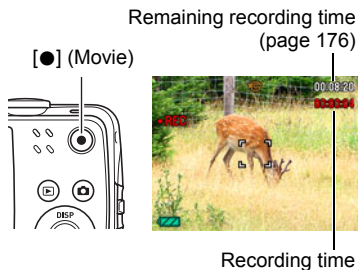 Remaining recording time
(page 176)
[●] (Movie)
00:08:20
00:00:04
●REC
DISP
Recording time